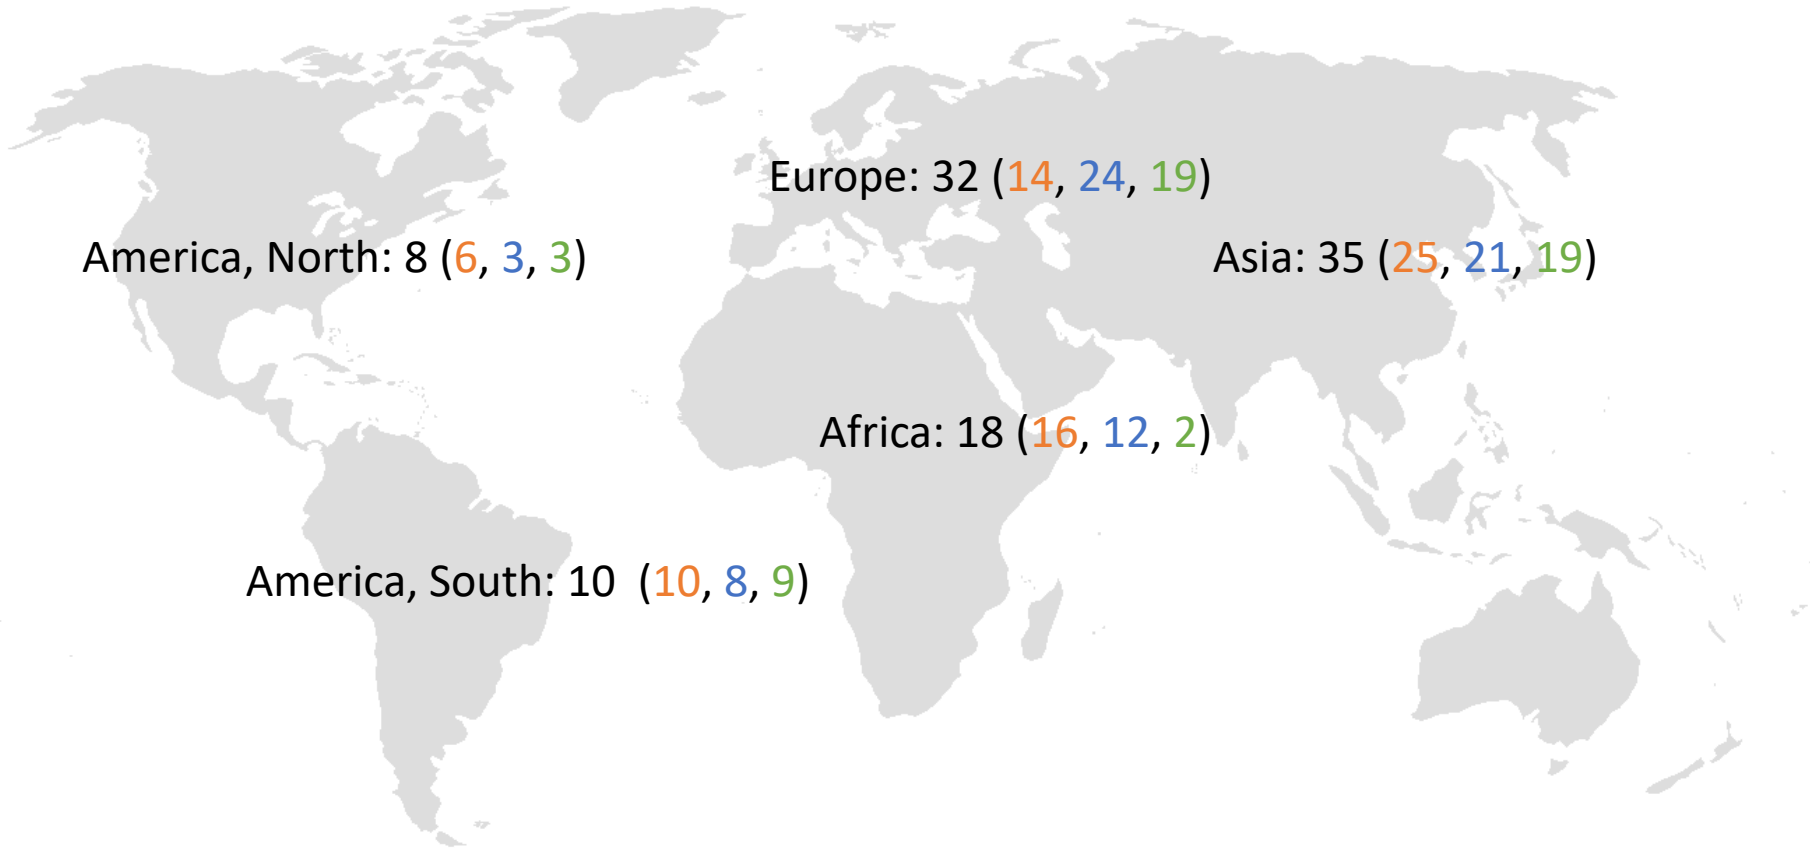 Europe: 32 (14, 24, 19)
America, North: 8 (6, 3, 3)
Asia: 35 (25, 21, 19)
Africa: 18 (16, 12, 2)
America, South: 10 (10, 8, 9)